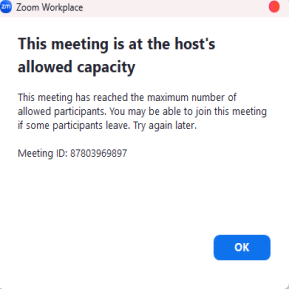 zm Zoom Workplace
This meeting is at the host's
allowed capacity
This meeting has reached the maximum number of
allowed participants. You may be able to join this meeting
if some participants leave. Try again later.
Meeting ID: 87803969897
OK